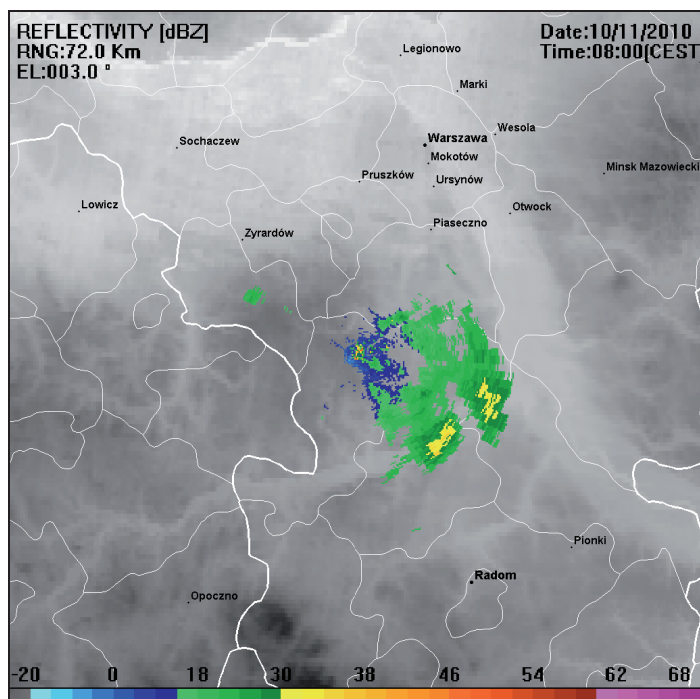 REFLECTIVITY [dBZ]
RNG:72.0 Km
EL:003.0 °
Date:10/11/2010
Time:08:00(CEST
Legionowo
Marki
Wesola
Warszawa
Sochaczew
Mokotów
Minsk Mazowiecki
Pruszków
Ursynów
Lowicz
Otwock
Piaseczno
Zyrardów
Pionki
Radom
Opoczno
-20 0 18 30 38 46 54 62 68